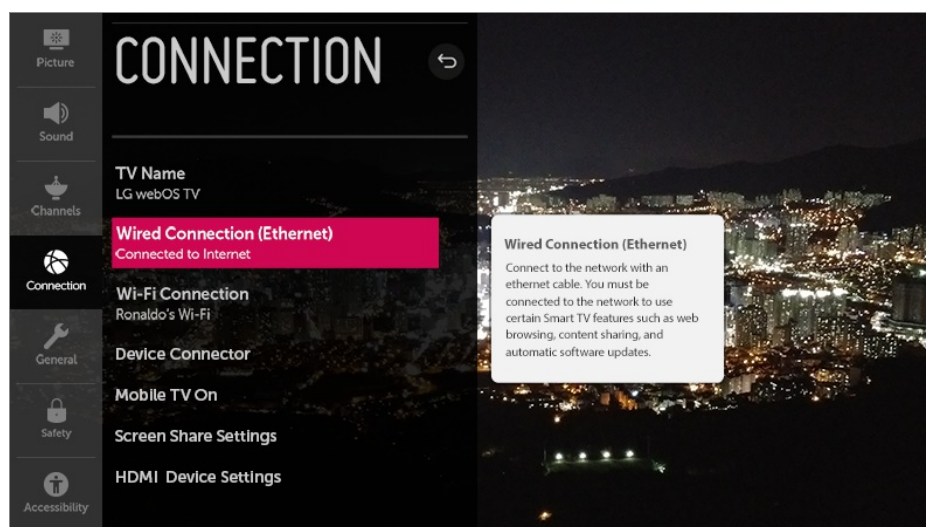 Picture
Sound
Channels
Connection
General
Safety
Accessibility
CONNECTION
TV Name
LG webOS TV
Wired Connection (Ethernet)
Connected to Internet
Wi-Fi Connection
Ronaldo's Wi-Fi
Device Connector
Mobile TV On
Screen Share Settings
HDMI Device Settings
Wired Connection (Ethernet)
Connect to the network with an
ethernet cable. You must be
connected to the network to use
certain Smart TV features such as web
browsing, content sharing, and
automatic software updates.